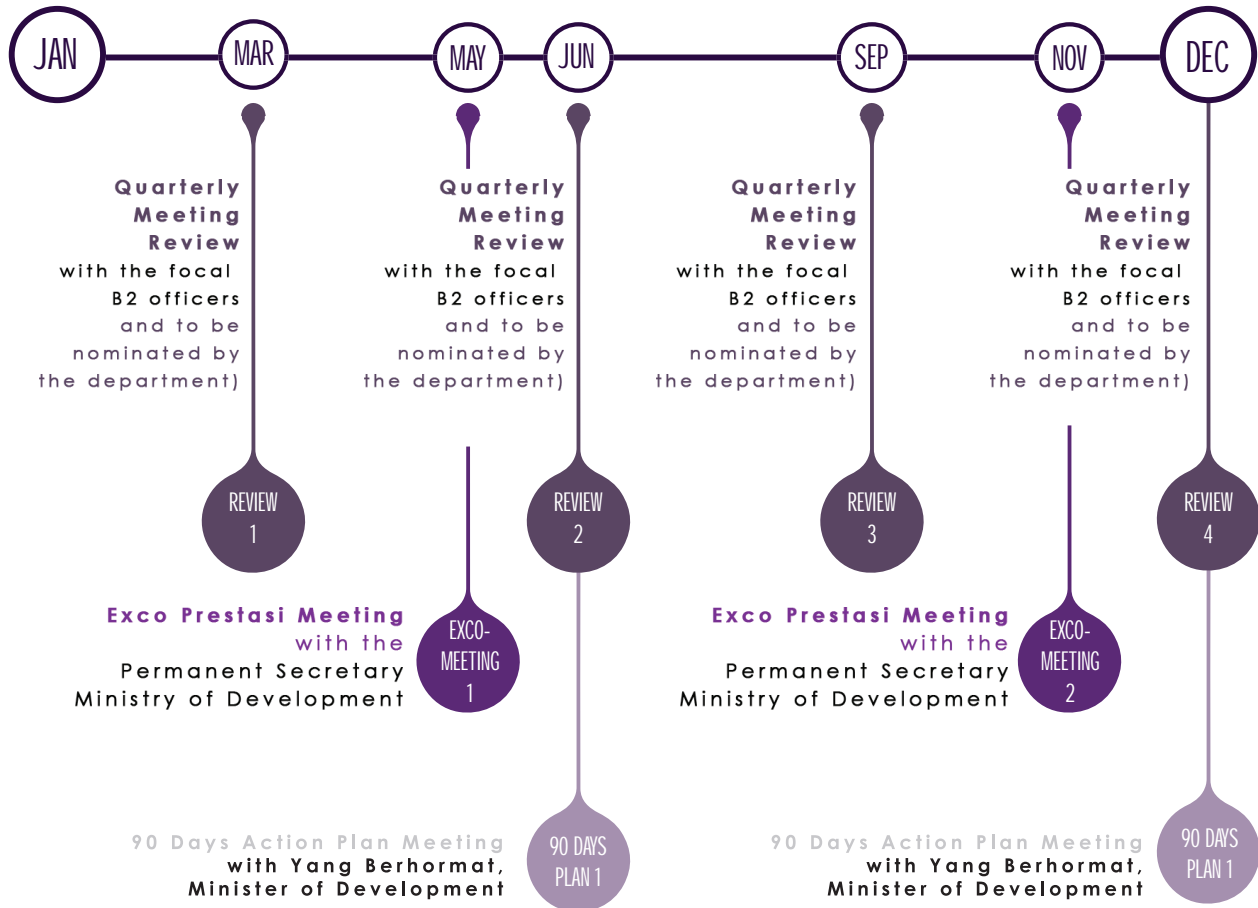 JAN
MAR
MAY
JUN
SEP
NOV
DEC
Quarterly
Meeting
Review
with the focal
B2 officers
and to be
nominated by
the department)
Quarterly
Meeting
Review
with the focal
B2 officers
and to be
nominated by
the department)
Quarterly
Meeting
Review
with the focal
B2 officers
and to be
nominated by
the department)
Quarterly
Meeting
Review
with the focal
B2 officers
and to be
nominated by
the department)
REVIEW
1
REVIEW
2
REVIEW
3
REVIEW
4
Exco Prestasi Meeting
with the
Permanent Secretary
Ministry of Development
EXCO-
MEETING
1
Exco Prestasi Meeting
with the
Permanent Secretary
Ministry of Development
EXCO-
MEETING
2
90 Days Action Plan Meeting
with Yang Berhormat,
Minister of Development
90 DAYS
PLAN 1
90 Days Action Plan Meeting
with Yang Berhormat,
Minister of Development
90 DAYS
PLAN 1